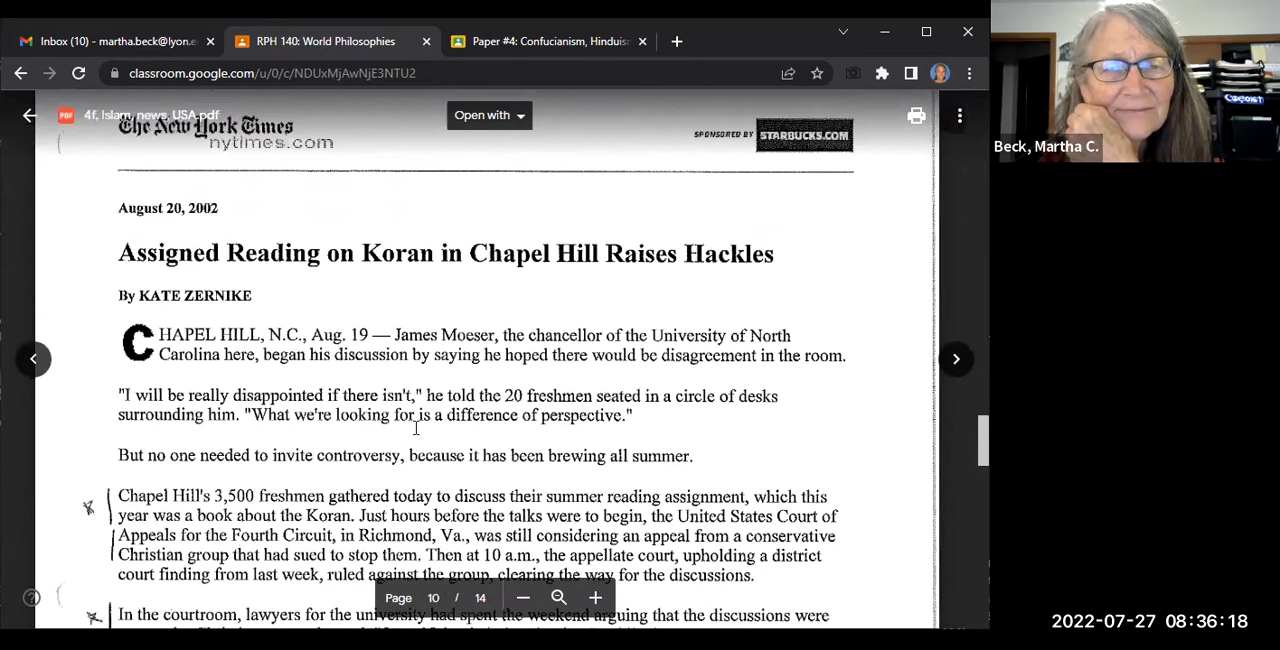 Inbox (10) - martha.beck@lyon.e
RPH 140: World Philosophies
Paper #4: Confucianism, Hinduism
classroom.google.com/u/0/c/NDUxMjAwNjE3NTU2
4f, Islam, news, USA.pdf
Open with
The New York Times
nytimes.com
SPONSORED BY STARBUCKS.COM
August 20, 2002
Assigned Reading on Koran in Chapel Hill Raises Hackles
By KATE ZERNIKE
CHAPEL HILL, N.C., Aug. 19 — James Moeser, the chancellor of the University of North
Carolina here, began his discussion by saying he hoped there would be disagreement in the room.
"I will be really disappointed if there isn't," he told the 20 freshmen seated in a circle of desks
surrounding him. "What we're looking for is a difference of perspective."
But no one needed to invite controversy, because it has been brewing all summer.
Chapel Hill's 3,500 freshmen gathered today to discuss their summer reading assignment, which this
year was a book about the Koran. Just hours before the talks were to begin, the United States Court of
Appeals for the Fourth Circuit, in Richmond, Va., was still considering an appeal from a conservative
Christian group that had sued to stop them. Then at 10 a.m., the appellate court, upholding a district
court finding from last week, ruled against the group, clearing the way for the discussions.
In the courtroom, lawyers for the university had spent the weekend arguing that the discussions were
Page 10 / 14
Beck, Martha C.
2022-07-27 08:36:18